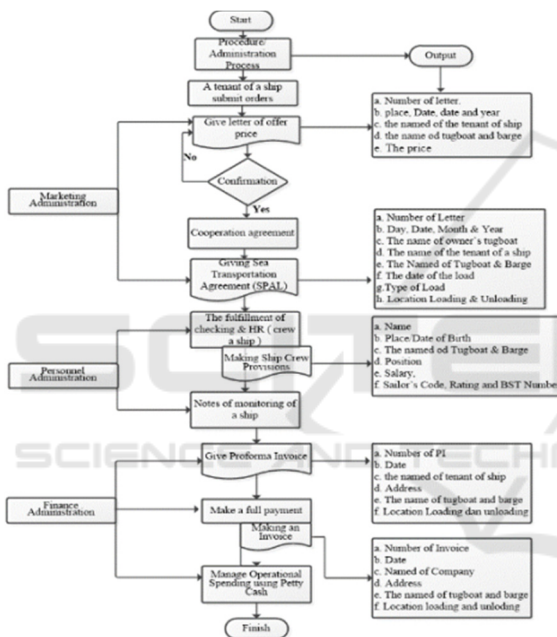 Start
Procedure/
Administration
Process
Output
A tenant of a ship
submit orders
Give letter of offer
price
a. Number of letter.
b. place, Date, date and year
c. the named of the tenant of ship
d. the name od tugboat and barge
e. The price
No
Confirmation
Marketing
Administration
Yes
Cooperation agreement
Giving Sea
Transportation
Agreement (SPAL)
a. Number of Letter
b. Day, Date, Month & Year
c. The name of owner's tugboat
d. The name of the tenant of a ship
e. The Named of Tugboat & Barge
f. The date of the load
g.Type of Load
h. Location Loading & Unloading
The fulfillment of
checking & HR ( crew
a ship )
Making Ship Crew
Provisions
a. Name
b. Place/Date of Birth
c. The named od Tugboat & Barge
d. Position
e. Salary,
f. Sailor's Code, Rating and BST Number
Personnel
Administration
Notes of monitoring of
a ship
SCIENCE AND TECH
Give Proforma Invoice
a. Number of PI
b. Date
c. the named of tenant of ship
d. Address
e. The name of tugboat and barge
f. Location Loading dan unloading
Finance
Administration
Make a full payment
Making an
Invoice
a. Number of Invoice
b. Date
c. Named of Company
d. Address
e. The named of tugboat and barge
f. Location loading and unloding
Manage Operational
Spending using Petty
Cash
Finish